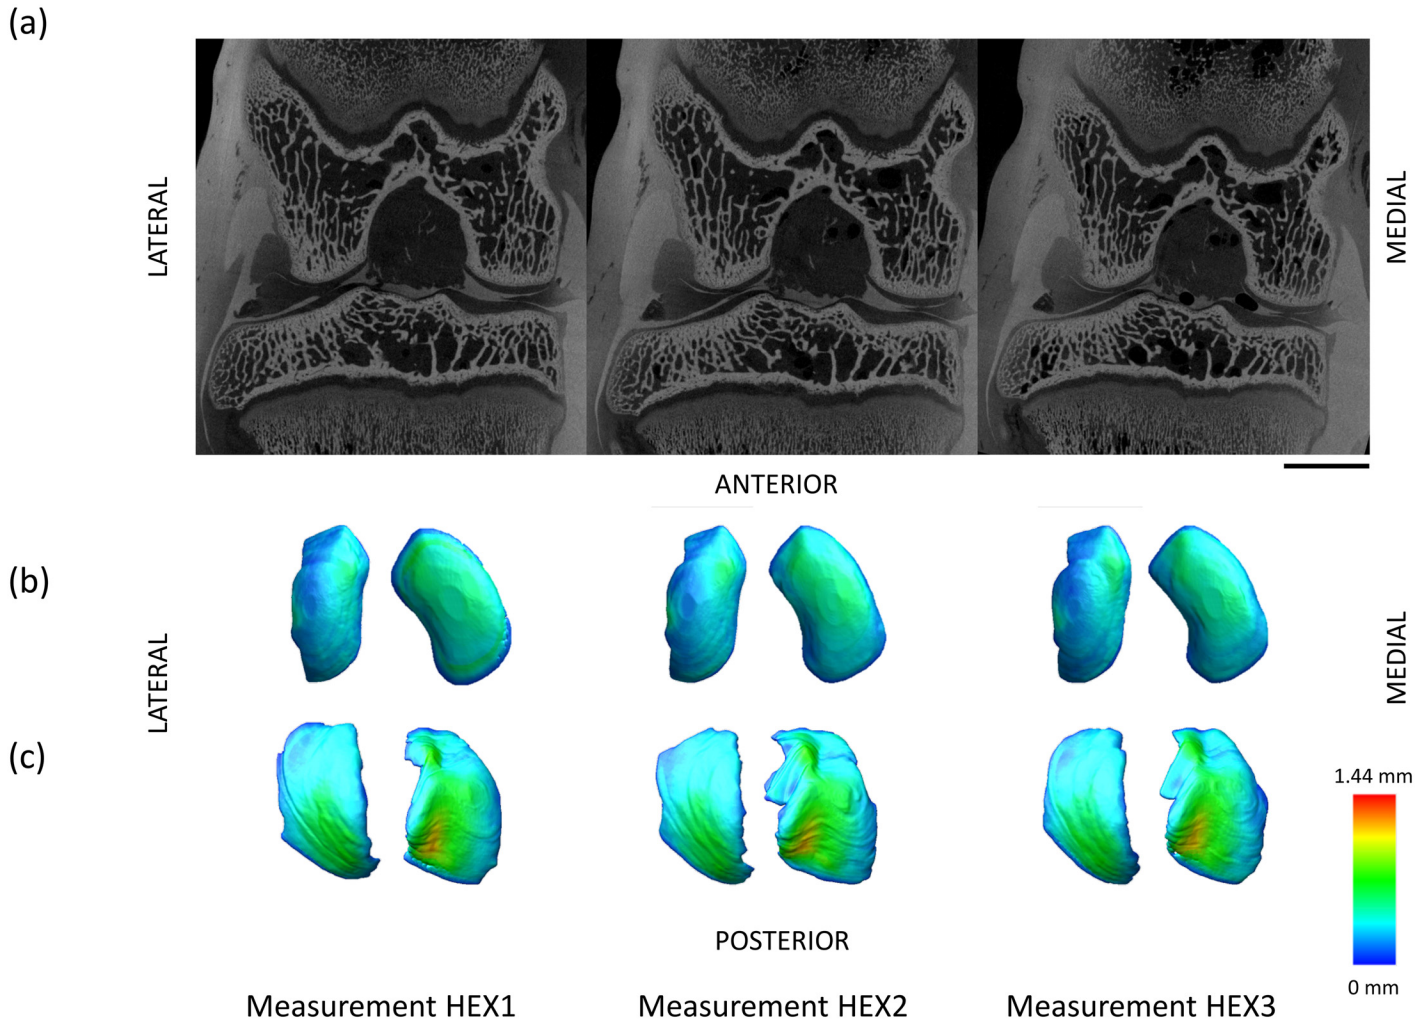 (a)
LATERAL
MEDIAL
ANTERIOR
(b)
LATERAL
MEDIAL
(c)
1.44 mm
POSTERIOR
0 mm
Measurement HEX1
Measurement HEX2
Measurement HEX3